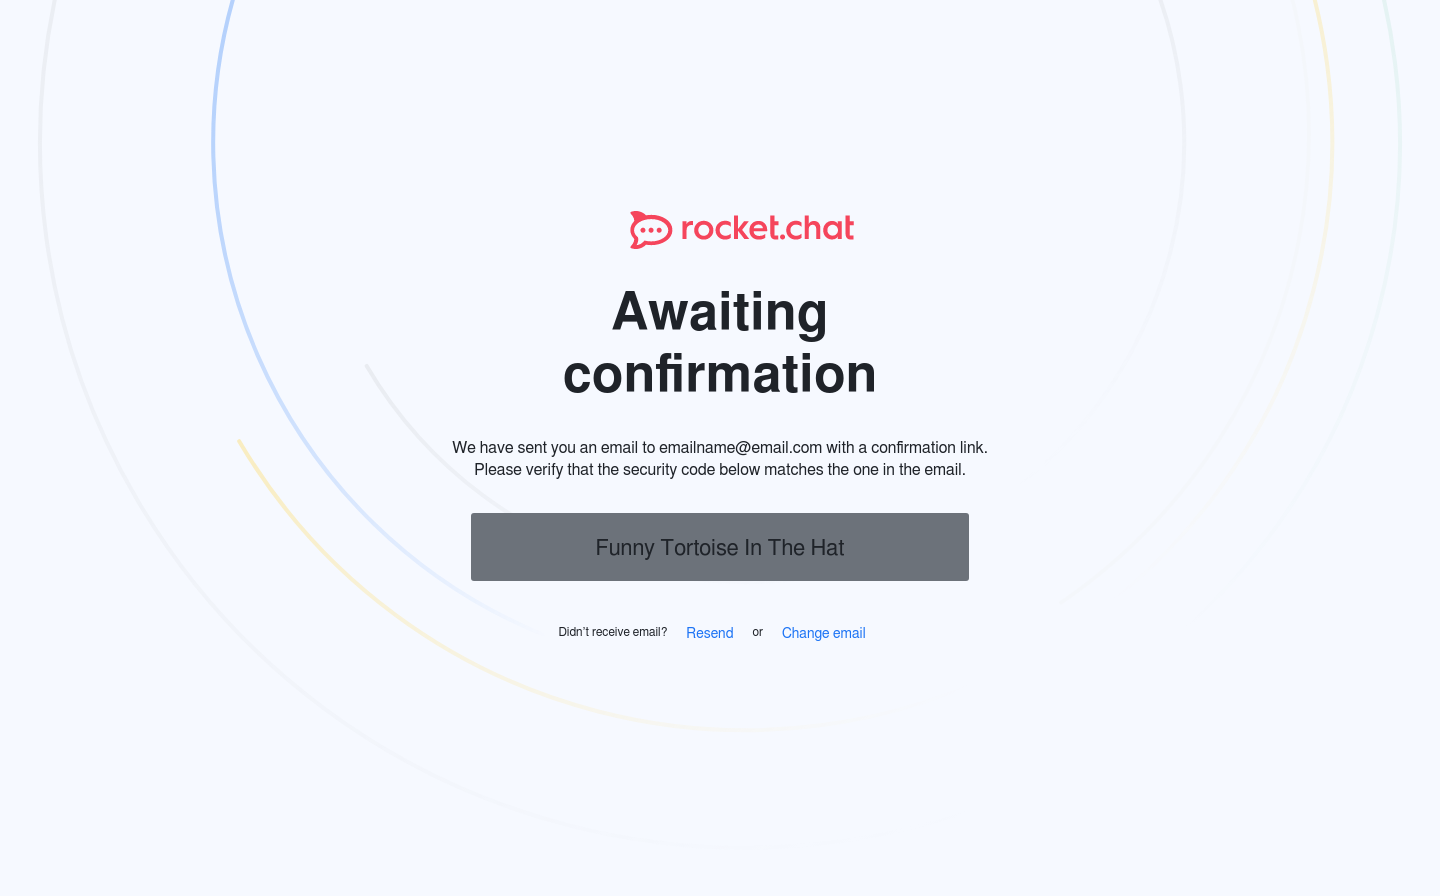 rocket.chat
Awaiting
confirmation
We have sent you an email to emailname@email.com with a confirmation link.
Please verify that the security code below matches the one in the email.
Funny Tortoise In The Hat
Didn't receive email? Resend or Change email